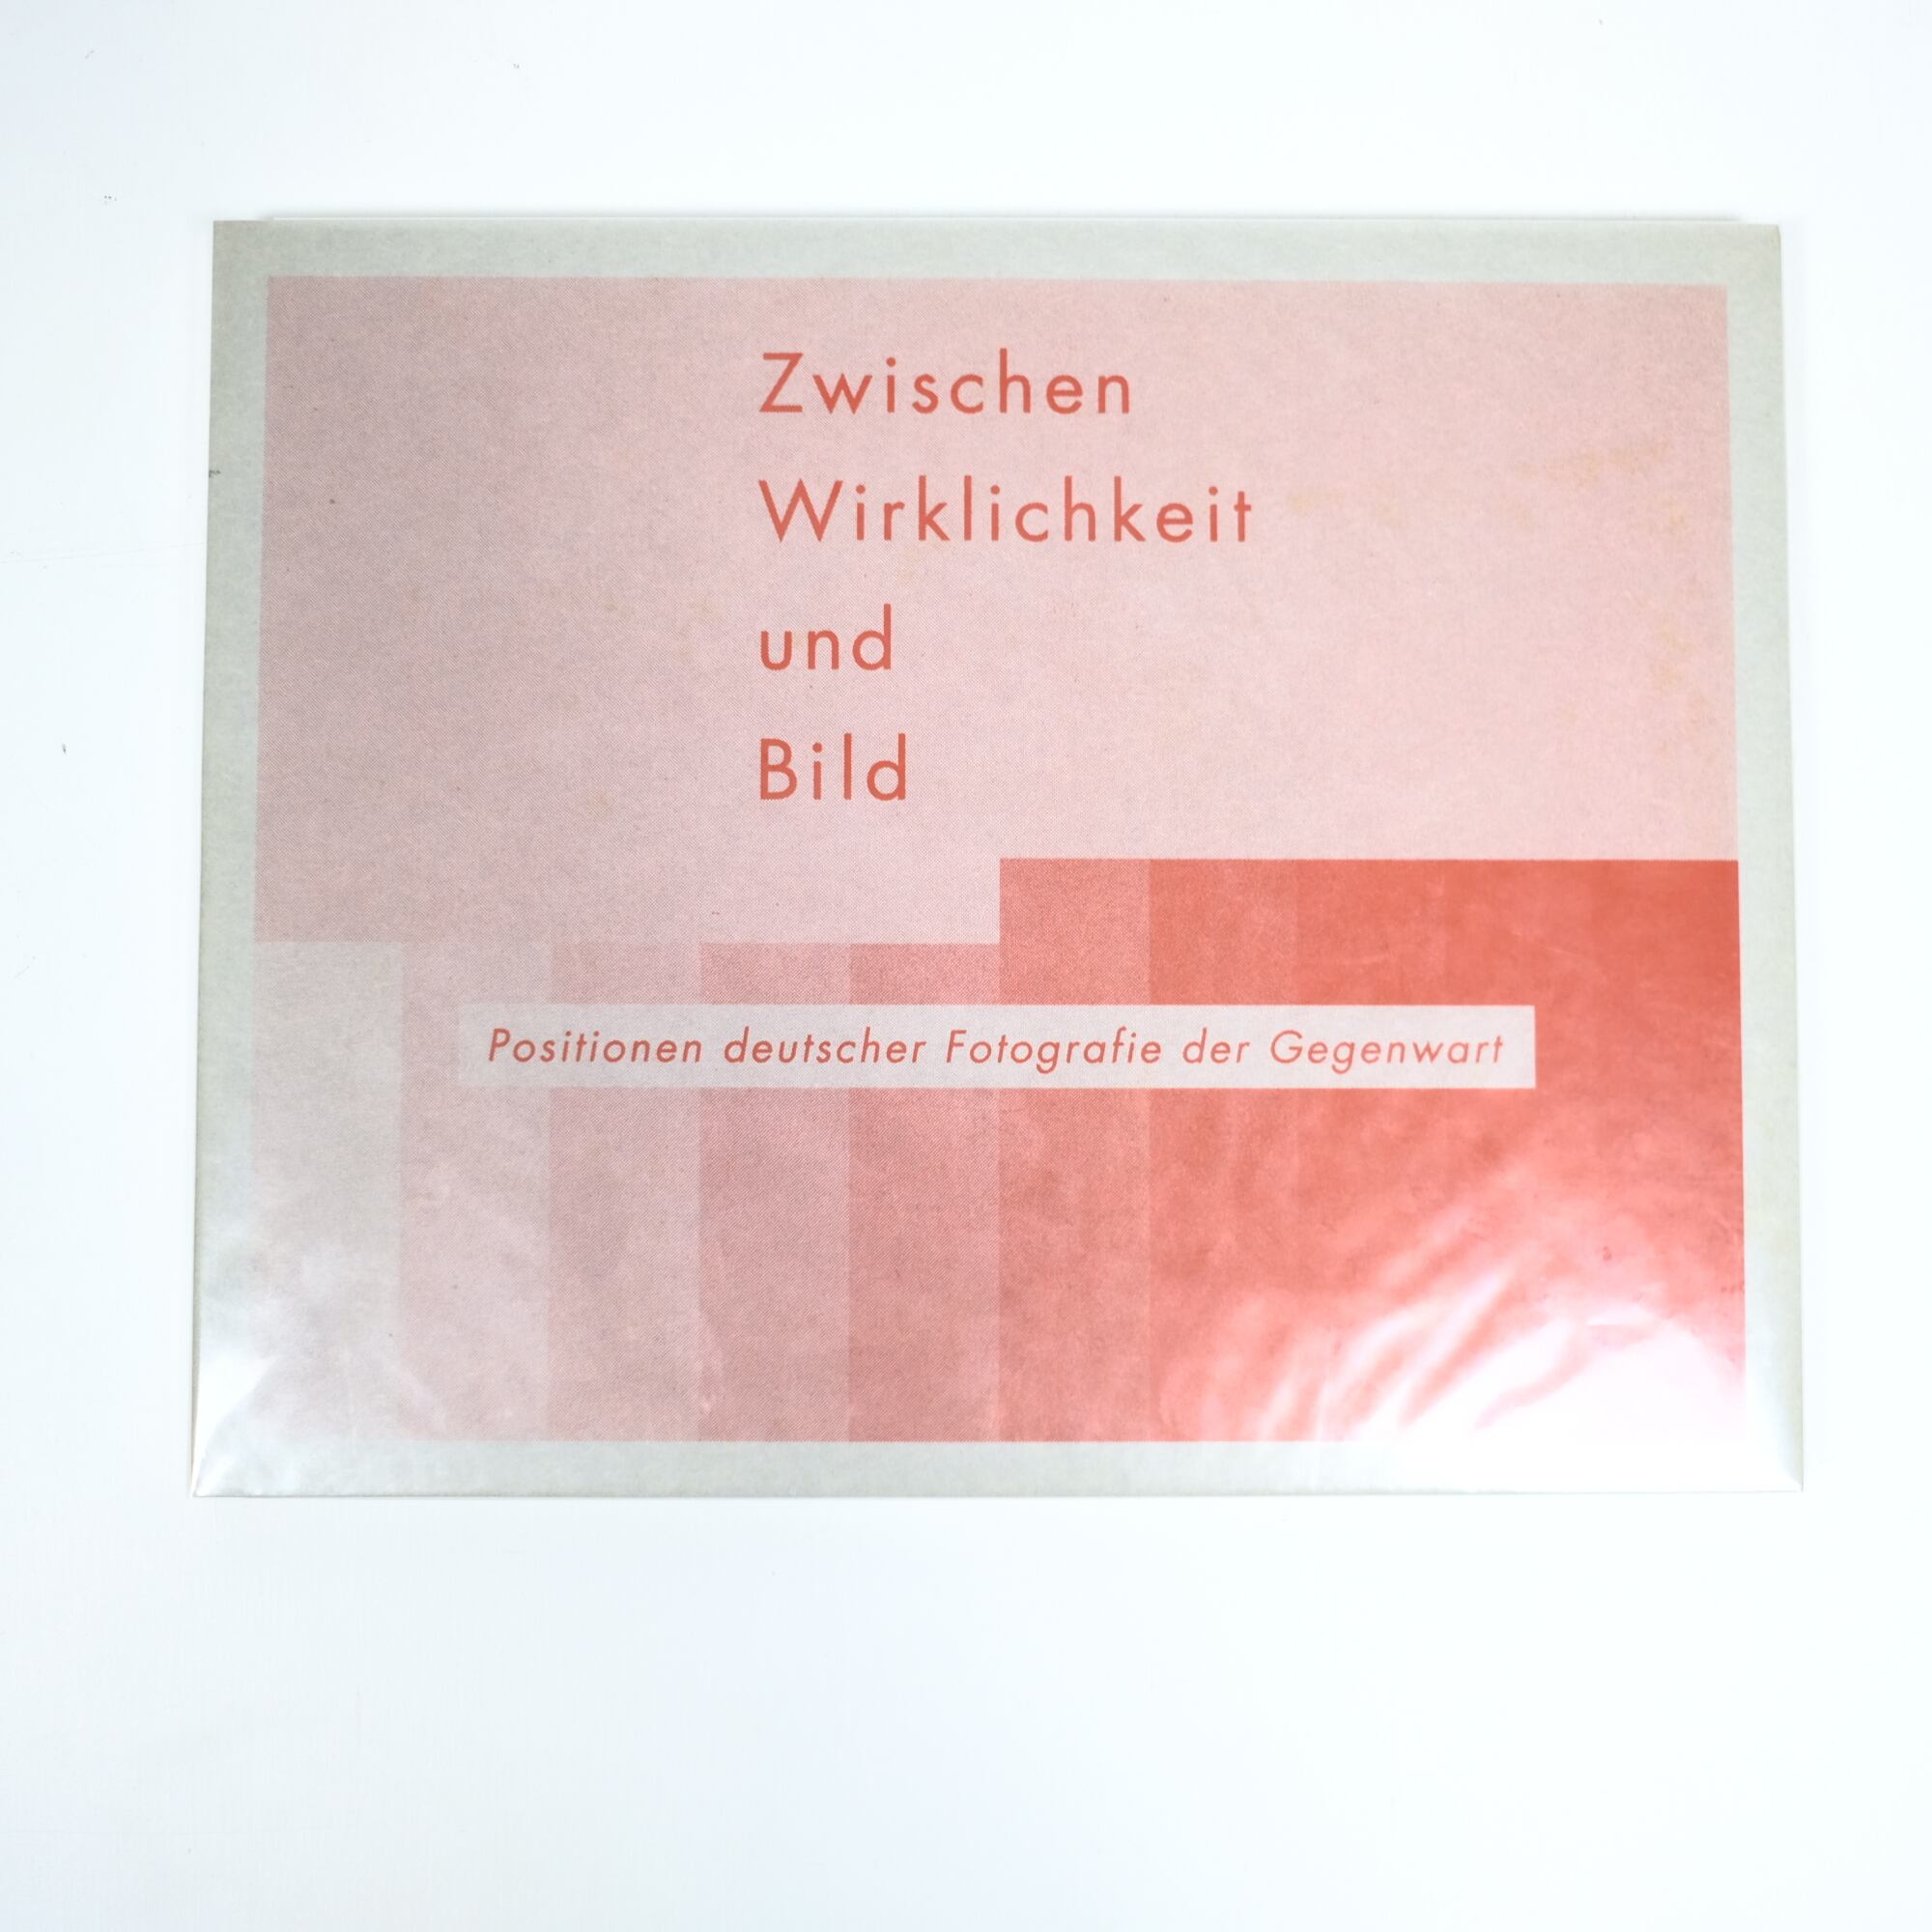 Zwischen
Wirklichkeit
und
Bild
Positionen deutscher Fotografie der Gegenwart